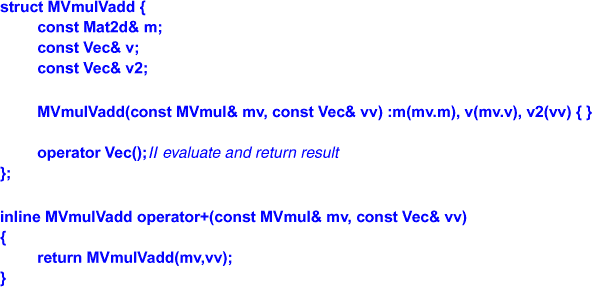 struct MVmulVadd {
const Mat2d& m;
const Vec& v;
const Vec& v2;
MVmulVadd(const MVmul& mv, const Vec& vv) :m(mv.m), v(mv.v), v2(vv) { }
operator Vec();// evaluate and return result
};
inline MVmulVadd operator+(const MVmul& mv, const Vec& vv)
{
return MVmulVadd(mv,vv);
}